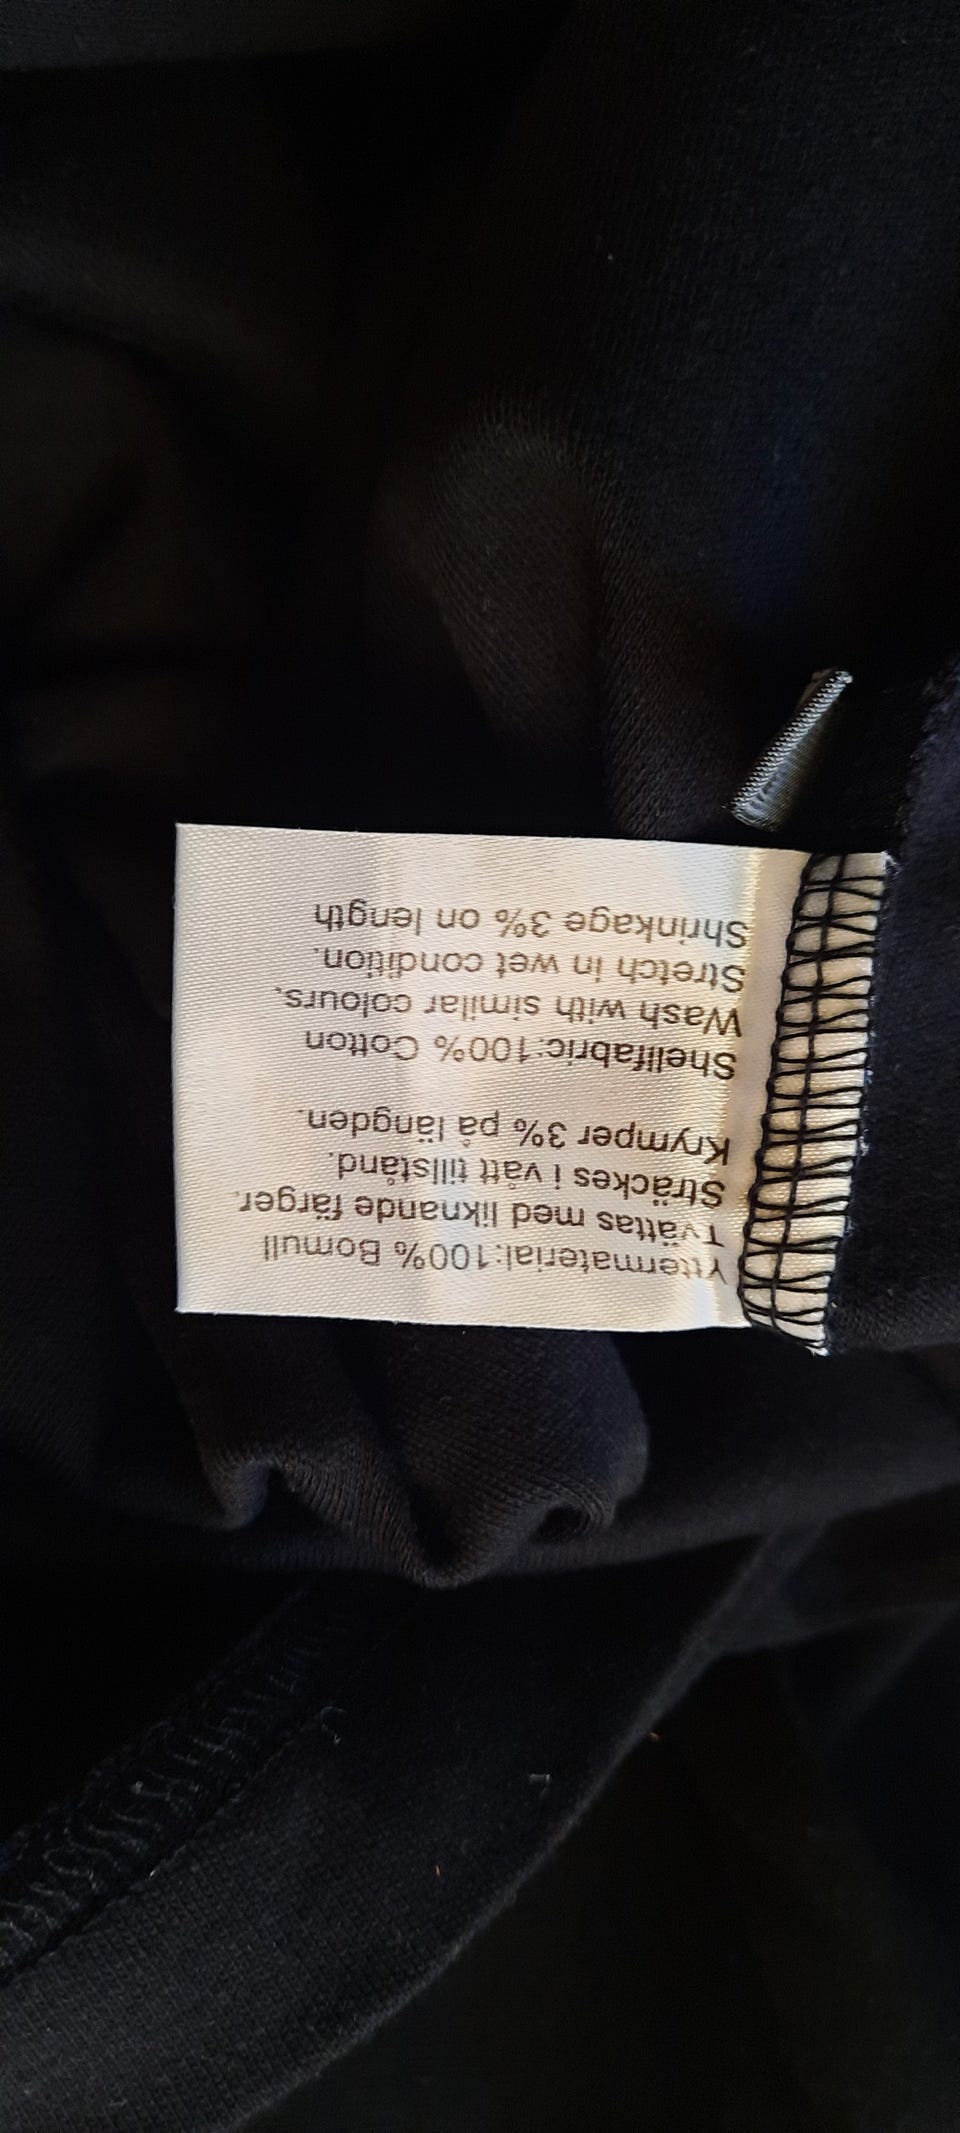 Yttermaterial:100% Bomull
Tvättas med liknande färger.
Sträckes i vått tillstånd.
Krymper 3% på längden.
Shellfabric:100% Cotton
Wash with similar colours.
Stretch in wet condition.
Shrinkage 3% on length